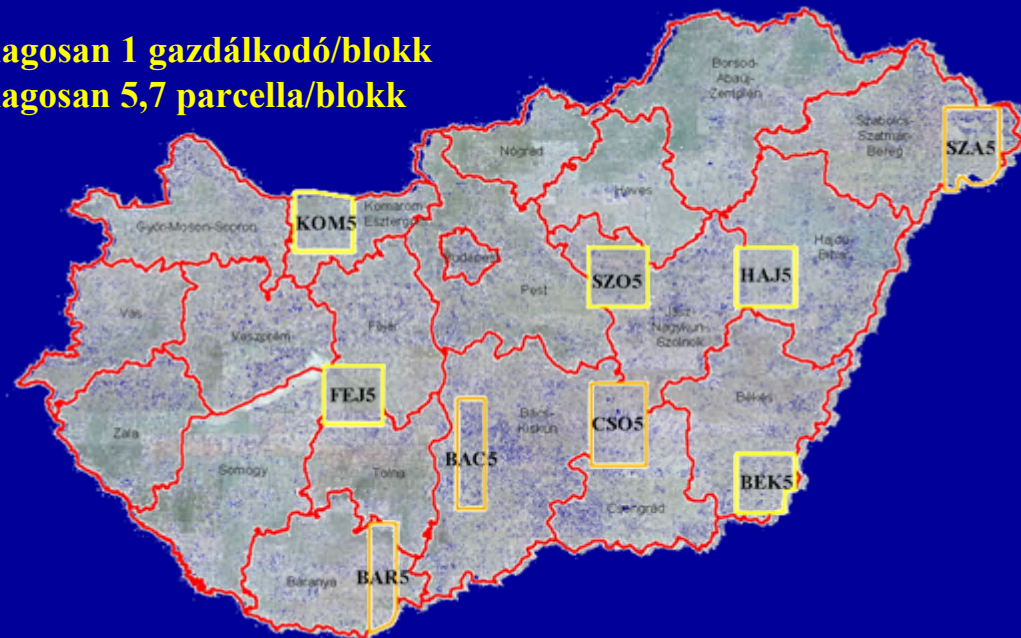 agosan 1 gazdálkodó/blokk
agosan 5,7 parcella/blokk
Borsod-
Abaúj-
Zemplén
Szabolcs-
Szatmár-
Bereg
SZA5
Nógrád
Heves
KOM5
Komárom
Esztergom
Győr-Moson-Sopron
Budapest
SZO5
HAJ5
Hajdú-
Bihar
Pest
Jász-
Nagykun-
Szolnok
Vas
Veszprém
Fejér
FEJ5
BAC5
Bács-
Kiskun
CSO5
Békés
Zala
Somogy
Tolna
BEK5
Csongrád
Baranya
BAR5